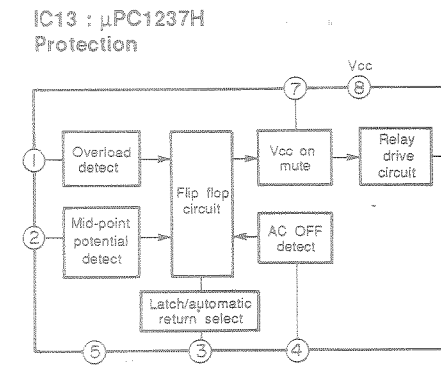 IC13 : μPC1237H
Protection
Vcc
7
8
1
Overload
detect
Flip flop
circuit
Vcc on
mute
Relay
drive
circuit
2
Mid-point
potential
detect
AC OFF
detect
Latch/automatic
return select
5
3
4